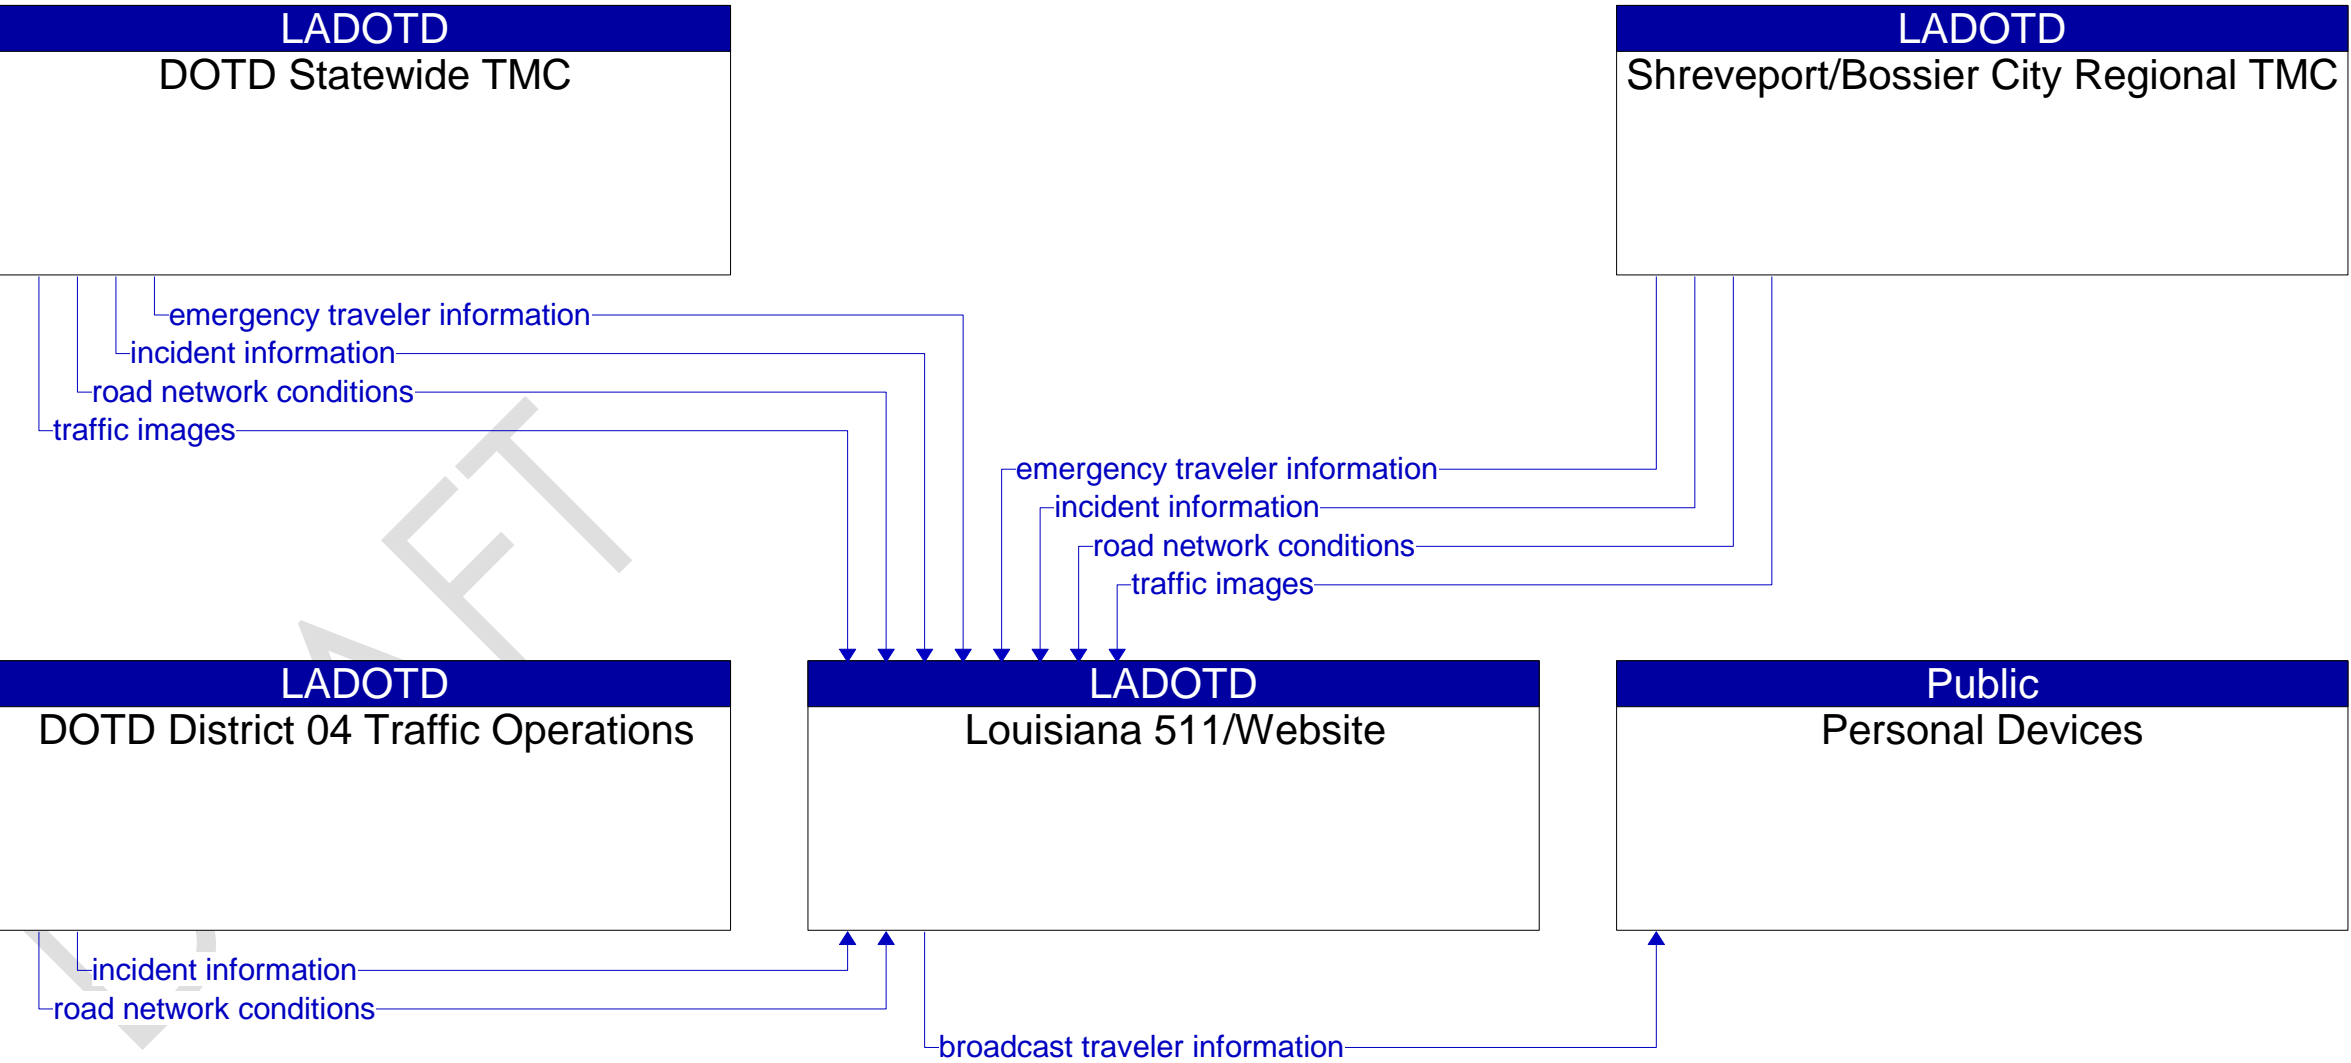 LADOTD
DOTD Statewide TMC
LADOTD
Shreveport/Bossier City Regional TMC
emergency traveler information
incident information
road network conditions
traffic images
emergency traveler information
incident information
road network conditions
traffic images
LADOTD
DOTD District 04 Traffic Operations
LADOTD
Louisiana 511/Website
Public
Personal Devices
incident information
road network conditions
broadcast traveler information